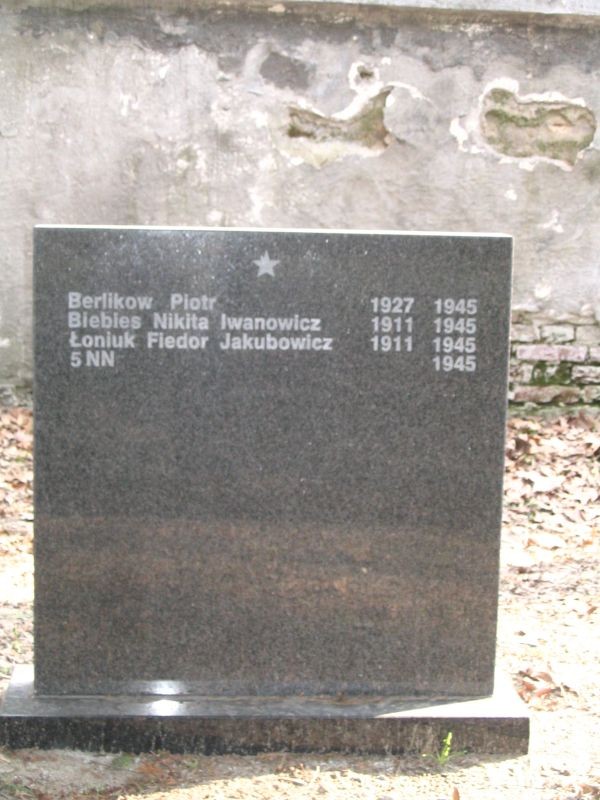 Berlikow Piotr 1927 1945
Biebies Nikita Iwanowicz 1911 1945
Łoniuk Fiedor Jakubowicz 1911 1945
5 NN 1945